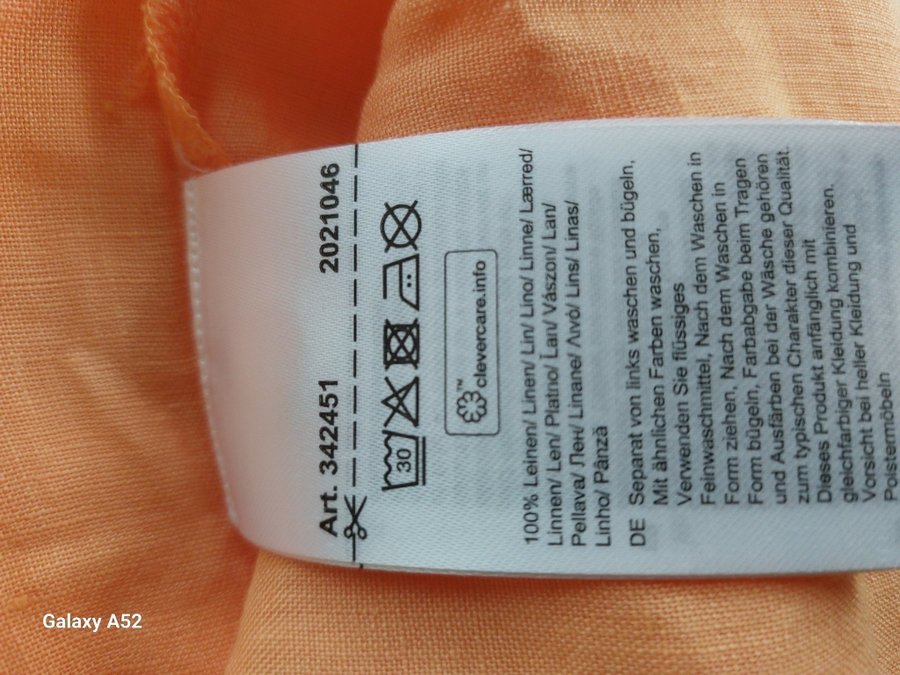 Art. 342451 2021046
30
clevercare.info™
100% Leinen/ Linen/ Lin/ Lino/ Linne/ Lærred/
Linnen/ Len/ Platno/ Ľan/ Vászon/ Lan/
Pellava/ Лен/ Linane/ Λινό/ Lins/ Linas/
Linho/ Pânză
DE Separat von links waschen und bügeln,
Mit ähnlichen Farben waschen,
Verwenden Sie flüssiges
Feinwaschmittel, Nach dem Waschen in
Form ziehen, Nach dem Waschen in
Form bügeln, Farbabgabe beim Tragen
und Ausfärben bei der Wäsche gehören
zum typischen Charakter dieser Qualität.
Dieses Produkt anfänglich mit
gleichfarbiger Kleidung kombinieren.
Vorsicht bei heller Kleidung und
Polstermöbeln
Galaxy A52